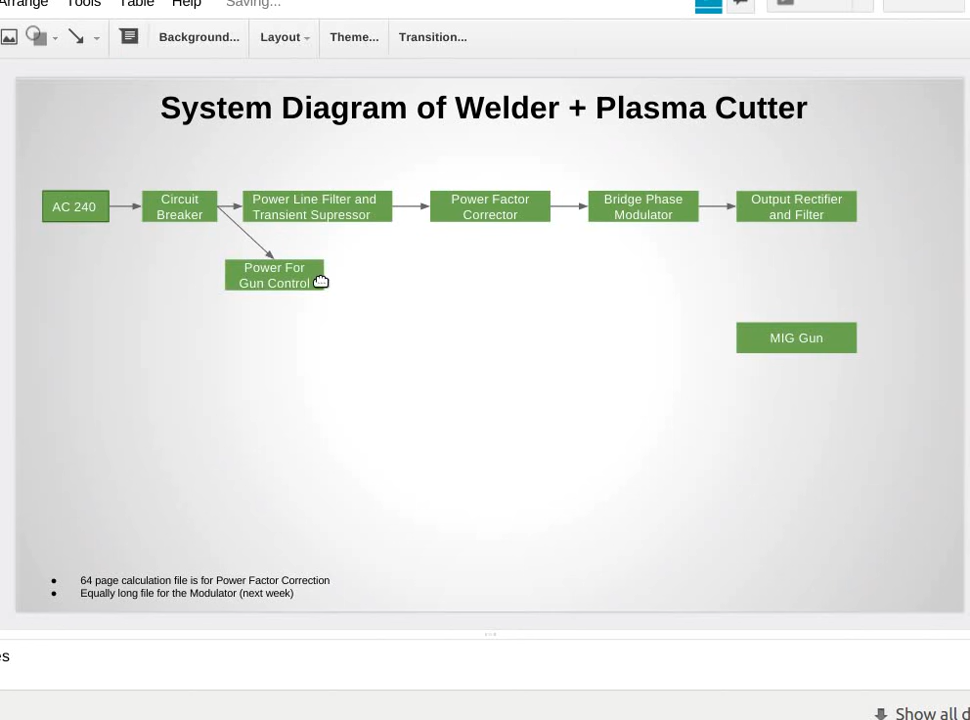 Arrange Tools Table Help Saving...
Background... Layout Theme... Transition...
System Diagram of Welder + Plasma Cutter
AC 240
Circuit
Breaker
Power Line Filter and
Transient Supressor
Power Factor
Corrector
Bridge Phase
Modulator
Output Rectifier
and Filter
Power For
Gun Control
MIG Gun
● 64 page calculation file is for Power Factor Correction
● Equally long file for the Modulator (next week)
es
Show all d